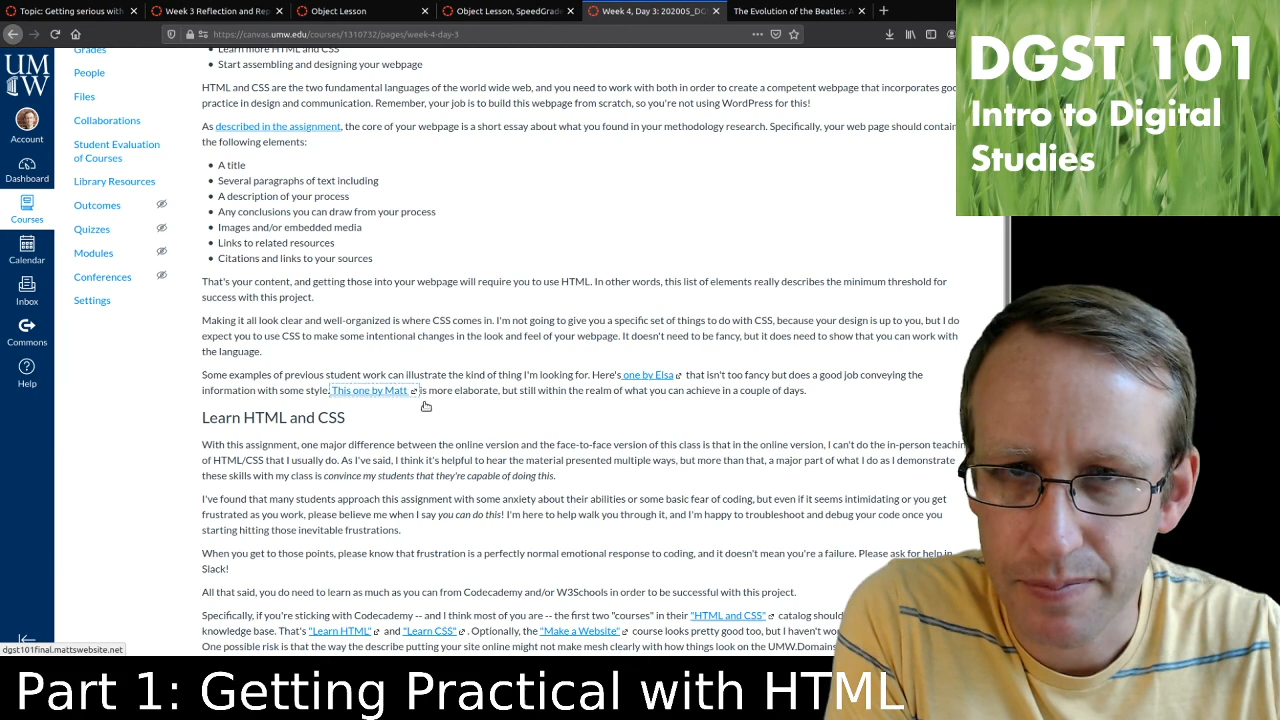 Topic: Getting serious with
Week 3 Reflection and Rep
Object Lesson
Object Lesson, SpeedGrade
Week 4, Day 3: 202005_DG
The Evolution of the Beatles: A
https://canvas.umw.edu/courses/1310732/pages/week-4-day-3
DGST 101
Intro to Digital
Studies
UMW
Account
Dashboard
Courses
Calendar
Inbox
Commons
Help
Grades
People
Files
Collaborations
Student Evaluation
of Courses
Library Resources
Outcomes
Quizzes
Modules
Conferences
Settings
Learn more HTML and CSS
Start assembling and designing your webpage
HTML and CSS are the two fundamental languages of the world wide web, and you need to work with both in order to create a competent webpage that incorporates goo
practice in design and communication. Remember, your job is to build this webpage from scratch, so you're not using WordPress for this!
As described in the assignment, the core of your webpage is a short essay about what you found in your methodology research. Specifically, your web page should contain
the following elements:
A title
Several paragraphs of text including
A description of your process
Any conclusions you can draw from your process
Images and/or embedded media
Links to related resources
Citations and links to your sources
That's your content, and getting those into your webpage will require you to use HTML. In other words, this list of elements really describes the minimum threshold for
success with this project.
Making it all look clear and well-organized is where CSS comes in. I'm not going to give you a specific set of things to do with CSS, because your design is up to you, but I do
expect you to use CSS to make some intentional changes in the look and feel of your webpage. It doesn't need to be fancy, but it does need to show that you can work with
the language.
Some examples of previous student work can illustrate the kind of thing I'm looking for. Here's one by Elsa that isn't too fancy but does a good job conveying the
information with some style. This one by Matt is more elaborate, but still within the realm of what you can achieve in a couple of days.
Learn HTML and CSS
With this assignment, one major difference between the online version and the face-to-face version of this class is that in the online version, I can't do the in-person teachin
of HTML/CSS that I usually do. As I've said, I think it's helpful to hear the material presented multiple ways, but more than that, a major part of what I do as I demonstrate
these skills with my class is convince my students that they're capable of doing this.
I've found that many students approach this assignment with some anxiety about their abilities or some basic fear of coding, but even if it seems intimidating or you get
frustrated as you work, please believe me when I say you can do this! I'm here to help walk you through it, and I'm happy to troubleshoot and debug your code once you
starting hitting those inevitable frustrations.
When you get to those points, please know that frustration is a perfectly normal emotional response to coding, and it doesn't mean you're a failure. Please ask for help in
Slack!
All that said, you do need to learn as much as you can from Codecademy and/or W3Schools in order to be successful with this project.
Specifically, if you're sticking with Codecademy -- and I think most of you are -- the first two "courses" in their "HTML and CSS" catalog should
knowledge base. That's "Learn HTML" and "Learn CSS". Optionally, the "Make a Website" course looks pretty good too, but I haven't wo
One possible risk is that the way the describe putting your site online might not make mesh clearly with how things look on the UMW.Domains
dgst101final.mattswebsite.net
Part 1: Getting Practical with HTML